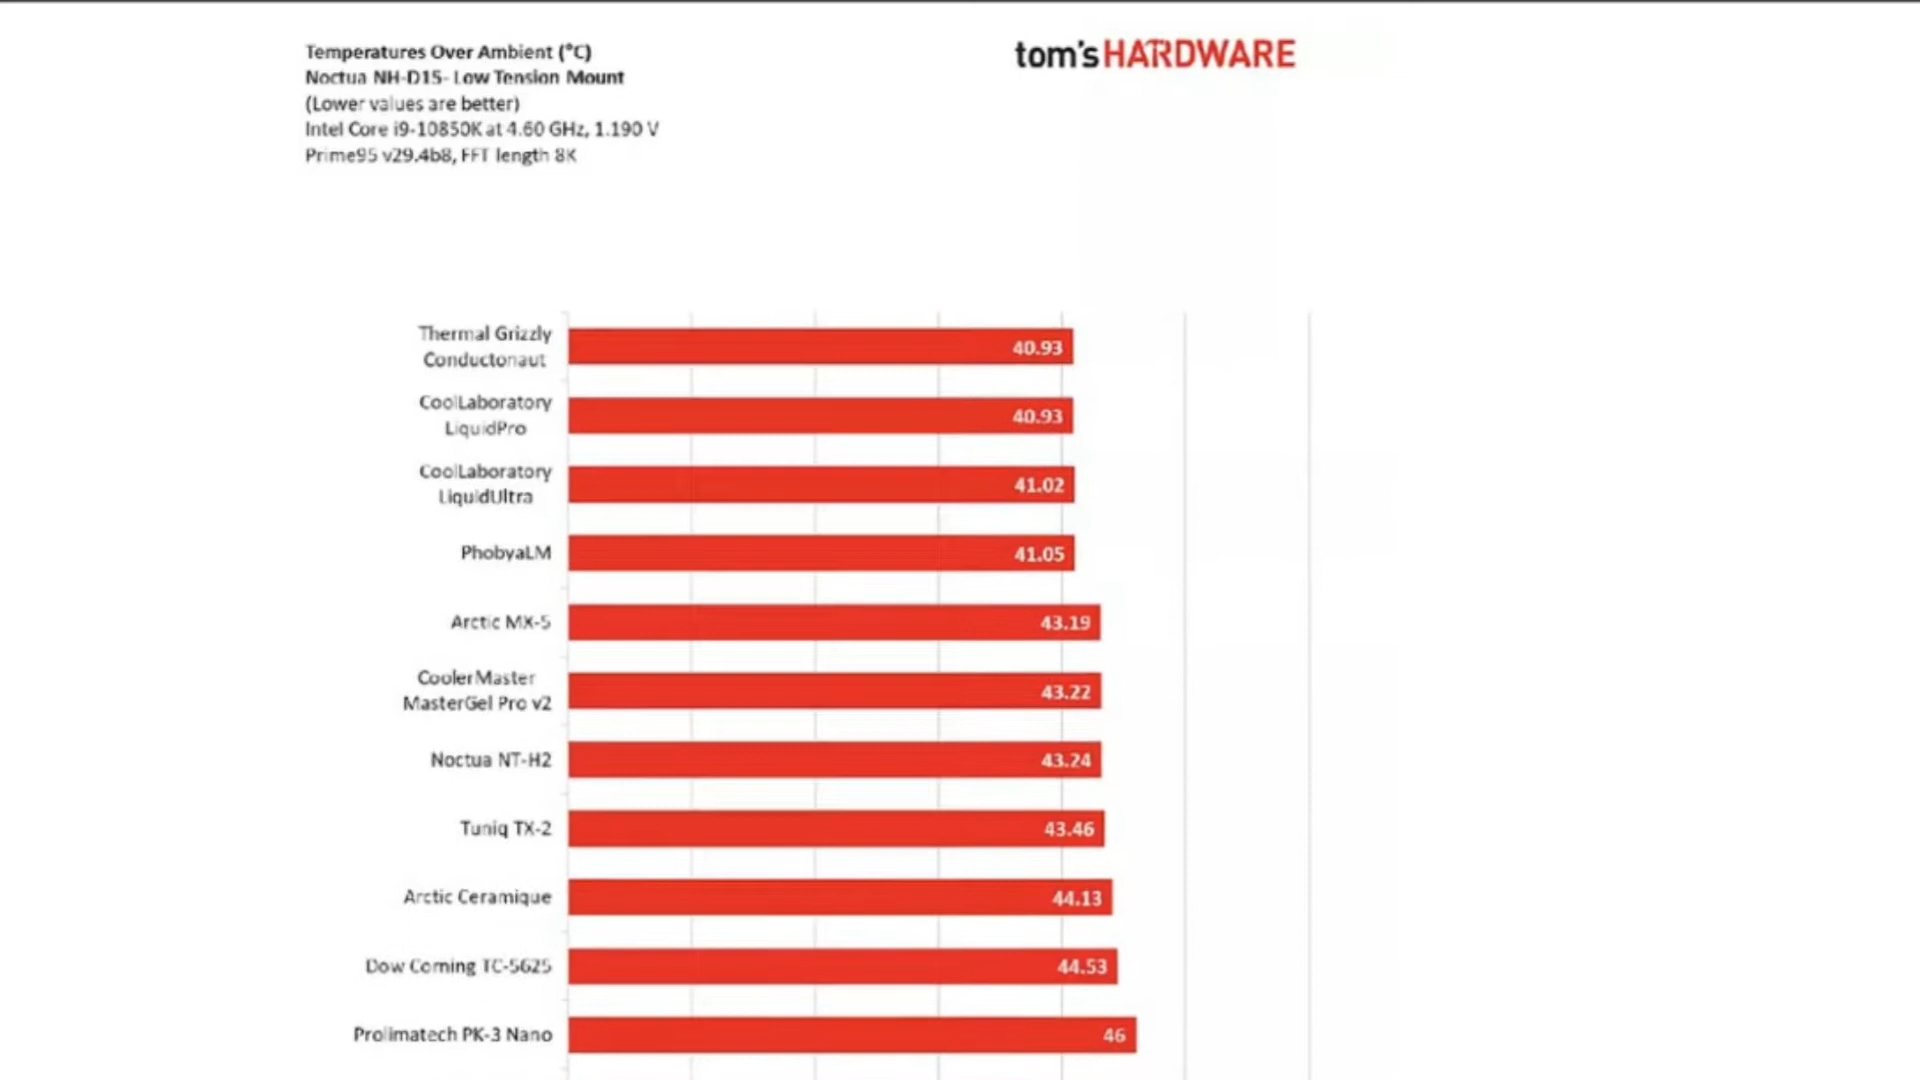 Temperatures Over Ambient (°C)
tom's HARDWARE
Noctua NH-D15- Low Tension Mount
(Lower values are better)
Intel Core i9-10850K at 4.60 GHz, 1.190 V
Prime95 v29.4b8, FFT length 8K
Thermal Grizzly
Conductonaut
40.93
CoolLaboratory
LiquidPro
40.93
CoolLaboratory
LiquidUltra
41.02
PhobyaLM
41.05
Arctic MX-5
43.19
CoolerMaster
MasterGel Pro v2
43.22
Noctua NT-H2
43.24
Tuniq TX-2
43.46
Arctic Ceramique
44.13
Dow Corning TC-5625
44.53
Prolimatech PK-3 Nano
46